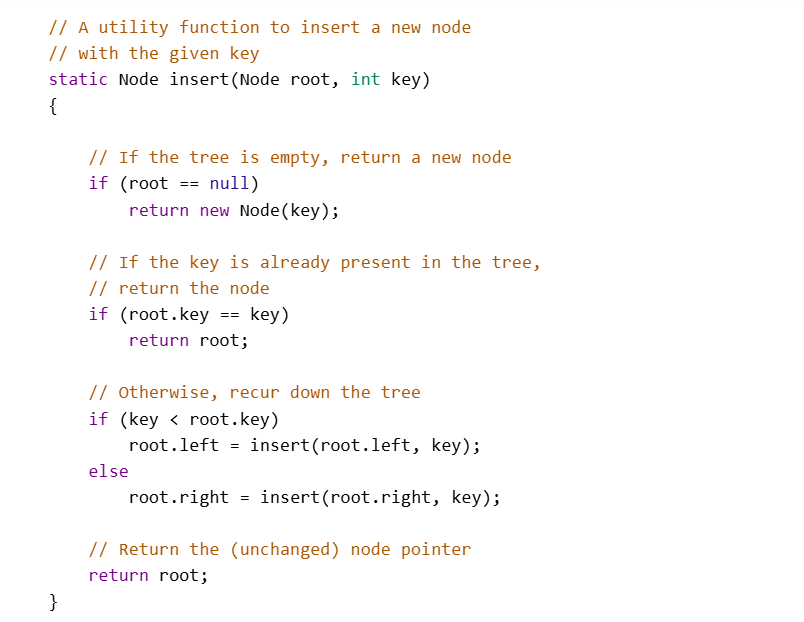 // A utility function to insert a new node
// with the given key
static Node insert(Node root, int key)
{
    // If the tree is empty, return a new node
    if (root == null)
        return new Node(key);
    // If the key is already present in the tree,
    // return the node
    if (root.key == key)
        return root;
    // Otherwise, recur down the tree
    if (key < root.key)
        root.left = insert(root.left, key);
    else
        root.right = insert(root.right, key);
    // Return the (unchanged) node pointer
    return root;
}